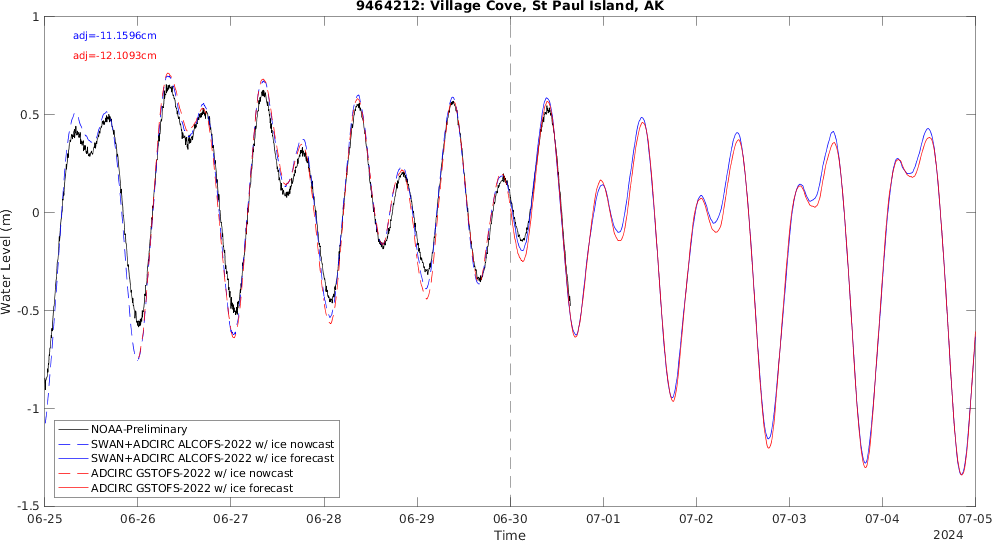 9464212: Village Cove, St Paul Island, AK
adj=-11.1596cm
adj=-12.1093cm
Water Level (m)
1
0.5
0
-0.5
-1
-1.5
NOAA-Preliminary
SWAN+ADCIRC ALCOFS-2022 w/ ice nowcast
SWAN+ADCIRC ALCOFS-2022 w/ ice forecast
ADCIRC GSTOFS-2022 w/ ice nowcast
ADCIRC GSTOFS-2022 w/ ice forecast
06-25 06-26 06-27 06-28 06-29 06-30 07-01 07-02 07-03 07-04 07-05
Time
2024